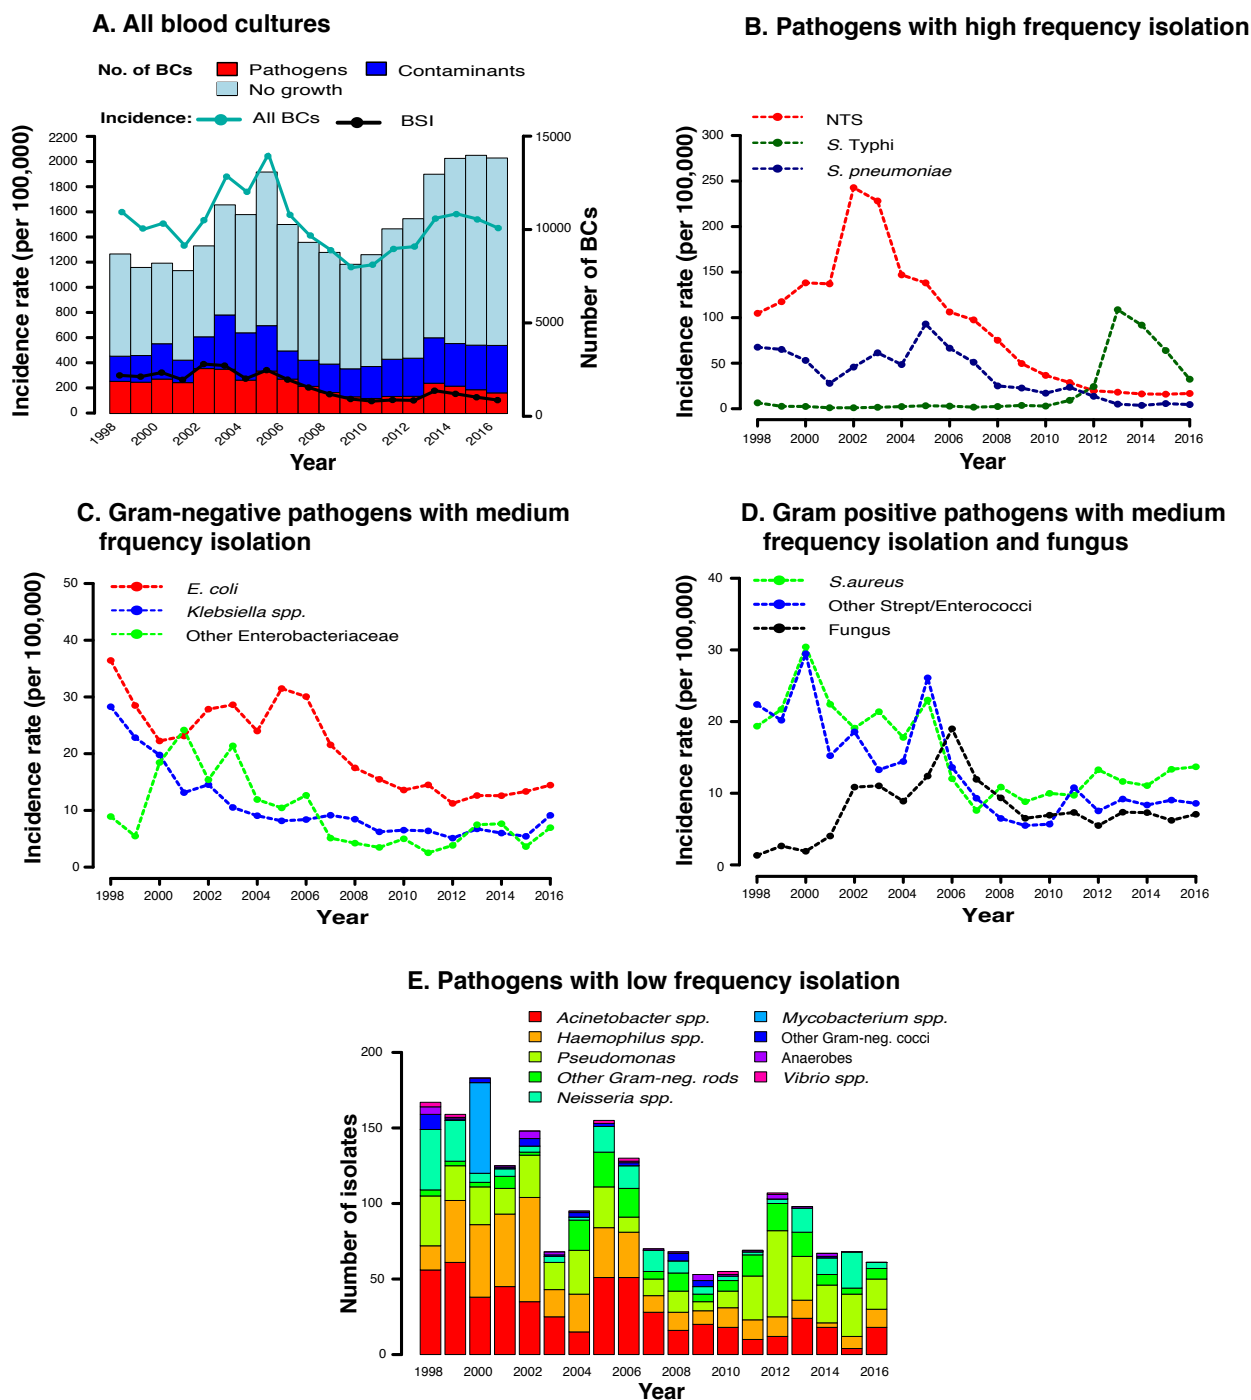 A. All blood cultures
No. of BCs Pathogens Contaminants
No growth
Incidence: All BCs BSI
Incidence rate (per 100,000)
2200
2000
1800
1600
1400
1200
1000
800
600
400
200
0
15000
10000
5000
0
Number of BCs
1998 2000 2002 2004 2006 2008 2010 2012 2014 2016
Year
B. Pathogens with high frequency isolation
NTS
S. Typhi
S. pneumoniae
Incidence rate (per 100,000)
300
250
200
150
100
50
0
1998 2000 2002 2004 2006 2008 2010 2012 2014 2016
Year
C. Gram-negative pathogens with medium
frquency isolation
E. coli
Klebsiella spp.
Other Enterobacteriaceae
Incidence rate (per 100,000)
50
40
30
20
10
0
1998 2000 2002 2004 2006 2008 2010 2012 2014 2016
Year
D. Gram positive pathogens with medium
frequency isolation and fungus
S.aureus
Other Strept/Enterococci
Fungus
Incidence rate (per 100,000)
40
30
20
10
0
1998 2000 2002 2004 2006 2008 2010 2012 2014 2016
Year
E. Pathogens with low frequency isolation
Acinetobacter spp. Mycobacterium spp.
Haemophilus spp. Other Gram-neg. cocci
Pseudomonas Anaerobes
Other Gram-neg. rods Vibrio spp.
Neisseria spp.
Number of isolates
200
150
100
50
0
1998 2000 2002 2004 2006 2008 2010 2012 2014 2016
Year